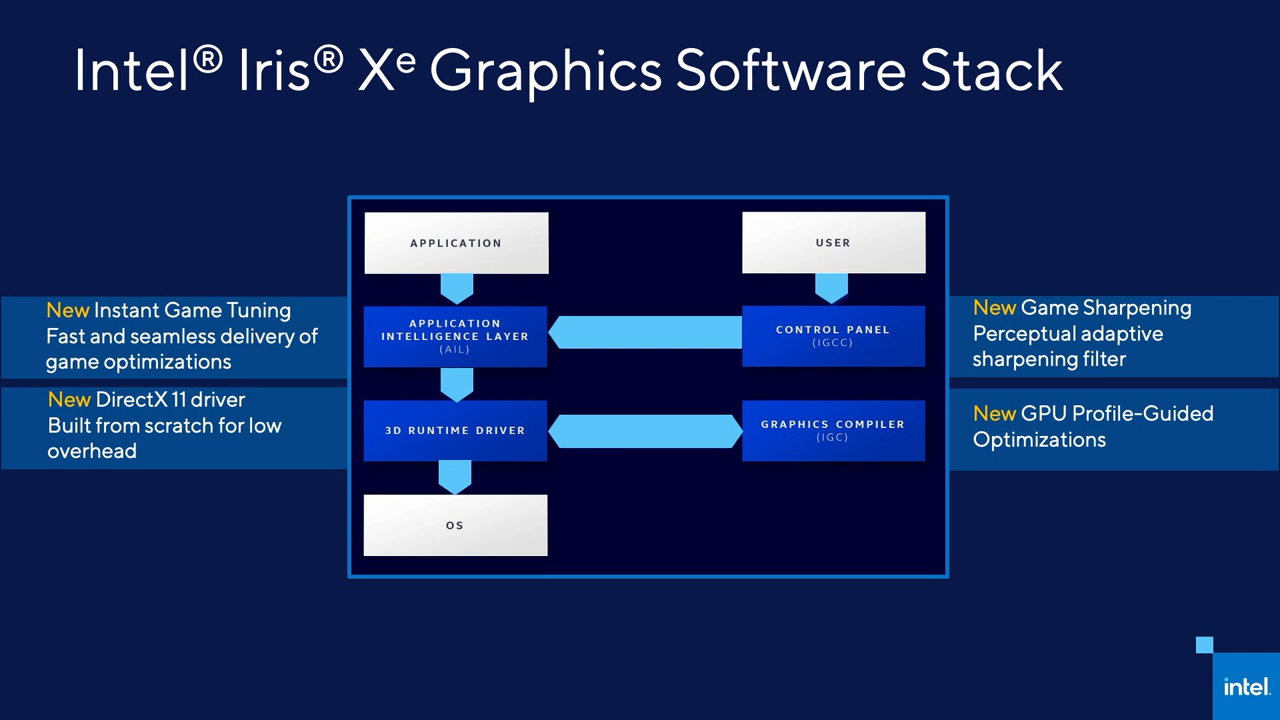 Intel® Iris® Xᵉ Graphics Software Stack
APPLICATION
USER
New Instant Game Tuning
Fast and seamless delivery of
game optimizations
APPLICATION
INTELLIGENCE LAYER
(AIL)
CONTROL PANEL
(IGCC)
New Game Sharpening
Perceptual adaptive
sharpening filter
New DirectX 11 driver
Built from scratch for low
overhead
3D RUNTIME DRIVER
GRAPHICS COMPILER
(IGC)
New GPU Profile-Guided
Optimizations
OS
intel.